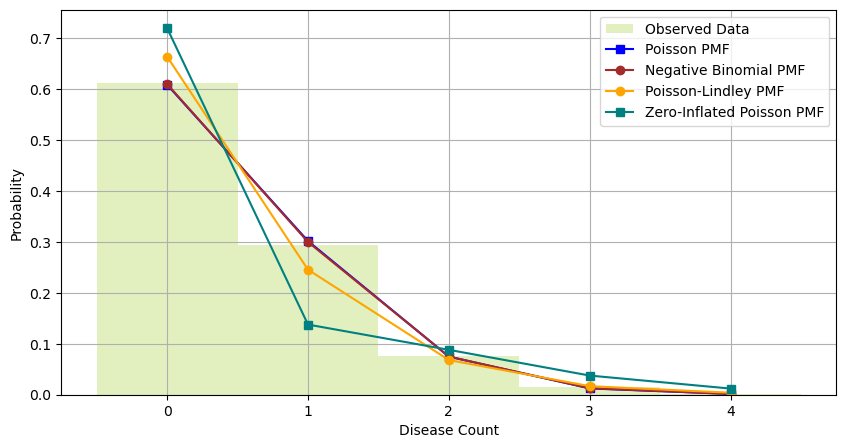 0.7
0.6
0.5
0.4
0.3
0.2
0.1
0.0
Probability
0 1 2 3 4
Disease Count
Observed Data
Poisson PMF
Negative Binomial PMF
Poisson-Lindley PMF
Zero-Inflated Poisson PMF